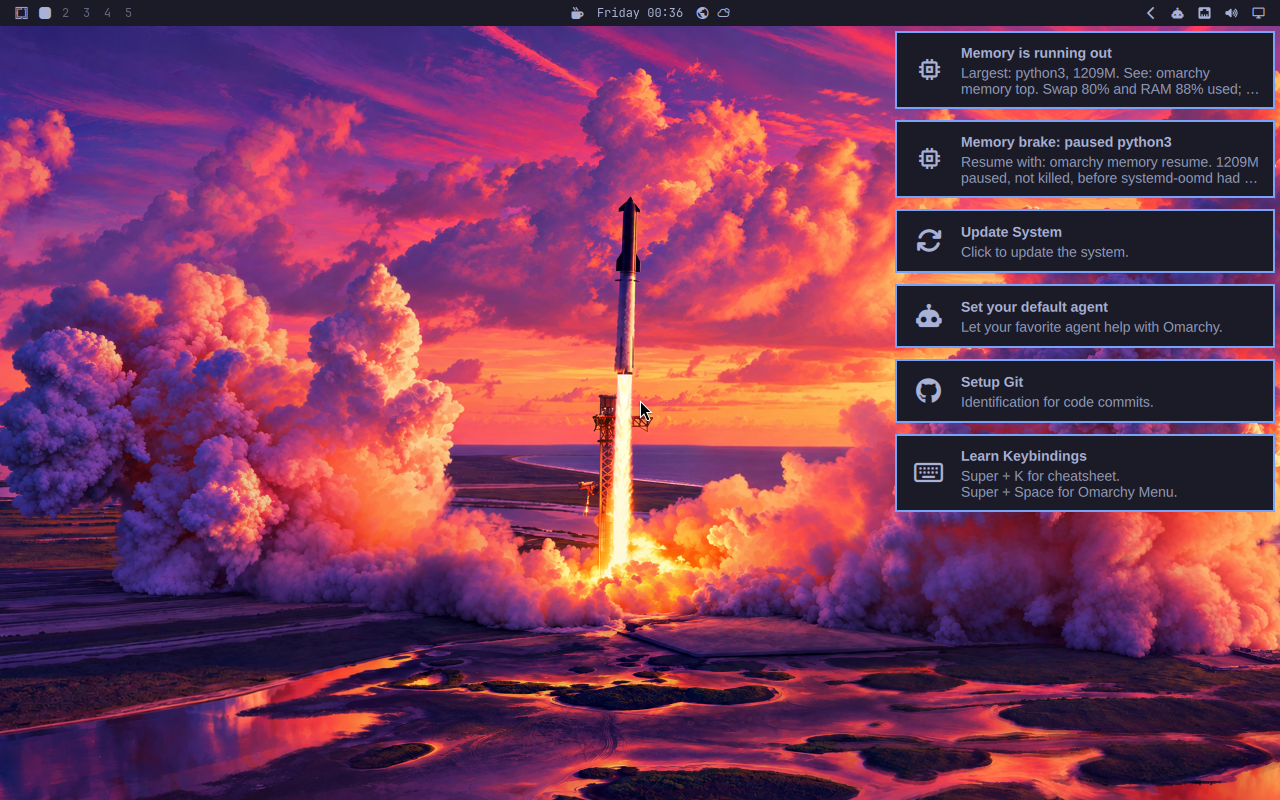 2 3 4 5
Friday 00:36
Memory is running out
Largest: python3, 1209M. See: omarchy
memory top. Swap 80% and RAM 88% used; …
Memory brake: paused python3
Resume with: omarchy memory resume. 1209M
paused, not killed, before systemd-oomd had …
Update System
Click to update the system.
Set your default agent
Let your favorite agent help with Omarchy.
Setup Git
Identification for code commits.
Learn Keybindings
Super + K for cheatsheet.
Super + Space for Omarchy Menu.